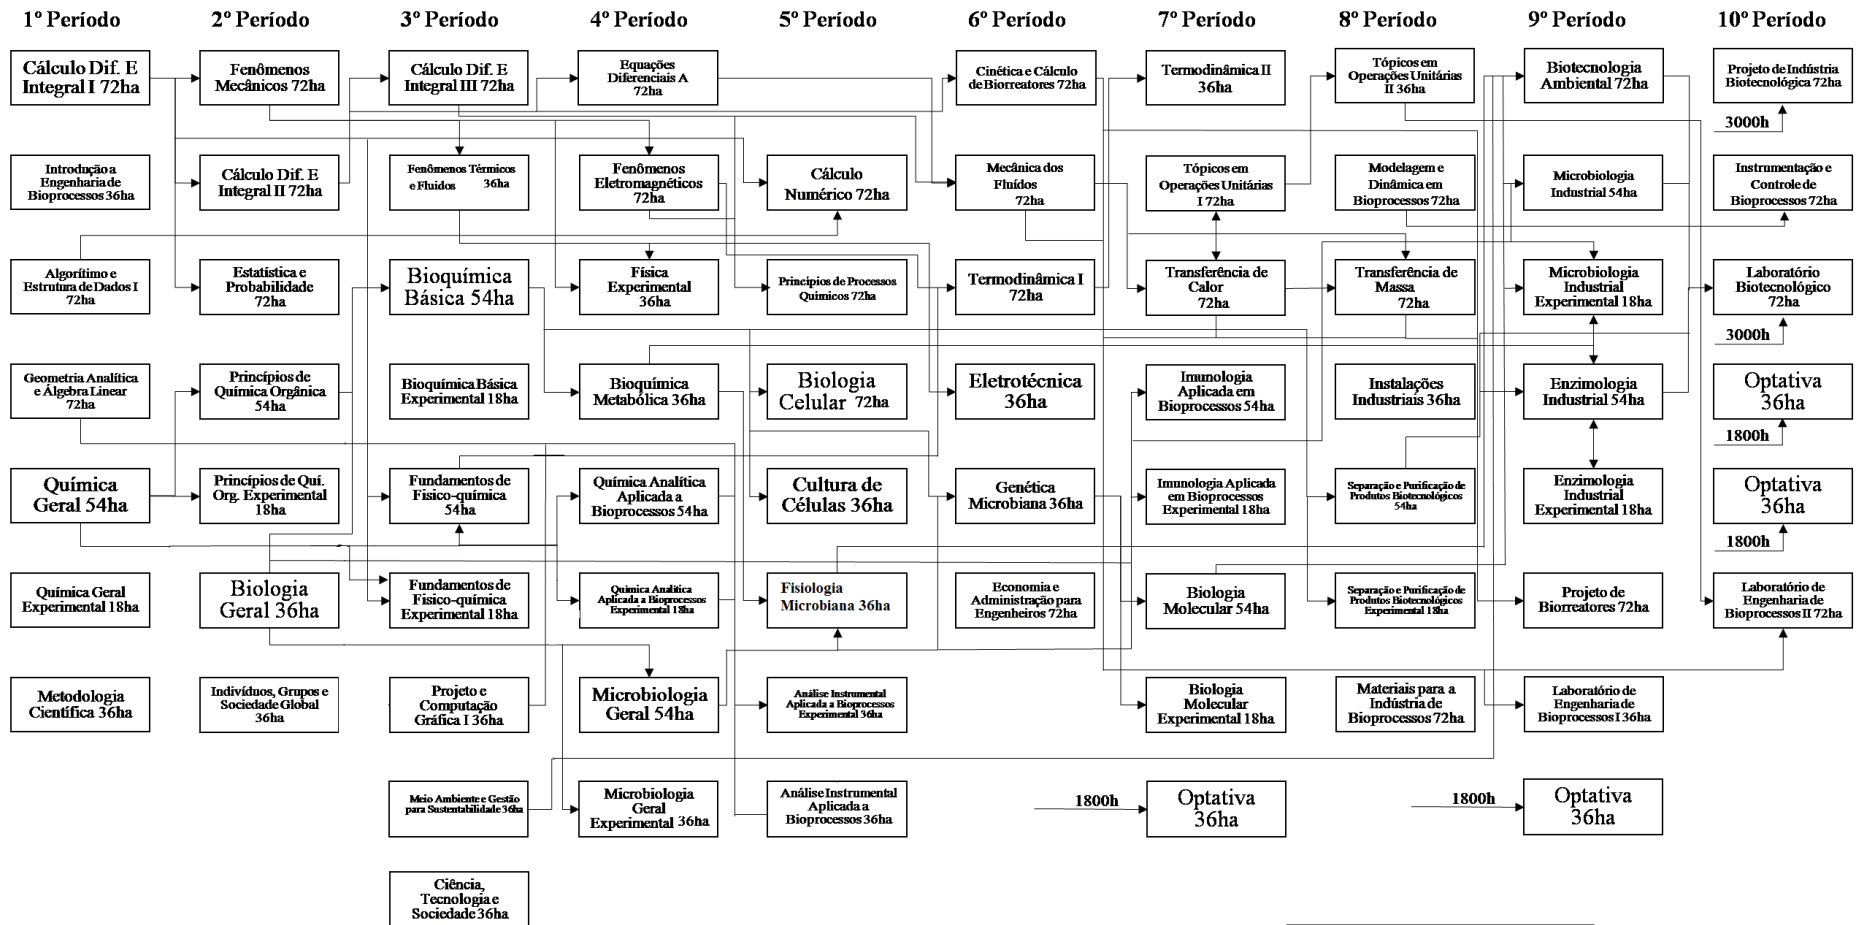 1º Período
2º Período
3º Período
4º Período
5º Período
6º Período
7º Período
8º Período
9º Período
10º Período
Cálculo Dif. E
Integral I 72ha
Introdução a
Engenharia de
Bioprocessos 36ha
Algorítimo e
Estrutura de Dados I
72ha
Geometria Analítica
e Álgebra Linear
72ha
Química
Geral 54ha
Química Geral
Experimental 18ha
Metodologia
Científica 36ha
Fenômenos
Mecânicos 72ha
Cálculo Dif. E
Integral II 72ha
Estatística e
Probabilidade
72ha
Princípios de
Química Orgânica
54ha
Princípios de Quí.
Org. Experimental
18ha
Biologia
Geral 36ha
Indivíduos, Grupos e
Sociedade Global
36ha
Cálculo Dif. E
Integral III 72ha
Fenômenos Térmicos
e Fluidos 36ha
Bioquímica
Básica 54ha
Bioquímica Básica
Experimental 18ha
Fundamentos de
Fisico-química
54ha
Fundamentos de
Fisico-química
Experimental 18ha
Projeto e
Computação
Gráfica I 36ha
Meio Ambiente e Gestão
para Sustentabilidade 36ha
Ciência,
Tecnologia e
Sociedade 36ha
Equações
Diferenciais A
72ha
Fenômenos
Eletromagnéticos
72ha
Física
Experimental
36ha
Bioquímica
Metabólica 36ha
Química Analítica
Aplicada a
Bioprocessos 54ha
Química Analítica
Aplicada a Bioprocessos
Experimental 18ha
Microbiologia
Geral 54ha
Microbiologia
Geral
Experimental 36ha
Cálculo
Numérico 72ha
Princípios de Processos
Químicos 72ha
Biologia
Celular 72ha
Cultura de
Células 36ha
Fisiologia
Microbiana 36ha
Análise Instrumental
Aplicada a Bioprocessos
Experimental 36ha
Análise Instrumental
Aplicada a
Bioprocessos 36ha
Cinética e Cálculo
de Biorreatores 72ha
Mecânica dos
Fluídos
72ha
Termodinâmica I
72ha
Eletrotécnica
36ha
Genética
Microbiana 36ha
Economia e
Administração para
Engenheiros 72ha
1800h
Termodinâmica II
36ha
Tópicos em
Operações Unitárias
I 72ha
Transferência de
Calor
72ha
Imunologia
Aplicada em
Bioprocessos 54ha
Imunologia Aplicada
em Bioprocessos
Experimental 18ha
Biologia
Molecular 54ha
Biologia
Molecular
Experimental 18ha
Optativa
36ha
Tópicos em
Operações Unitárias
II 36ha
Modelagem e
Dinâmica em
Bioprocessos 72ha
Transferência de
Massa
72ha
Instalações
Industriais 36ha
Separação e Purificação de
Produtos Biotecnológicos
54ha
Separação e Purificação de
Produtos Biotecnológicos
Experimental 18ha
Materiais para a
Indústria de
Bioprocessos 72ha
1800h
Biotecnologia
Ambiental 72ha
Microbiologia
Industrial 54ha
Microbiologia
Industrial
Experimental 18ha
Enzimologia
Industrial 54ha
Enzimologia
Industrial
Experimental 18ha
Projeto de
Biorreatores 72ha
Laboratório de
Engenharia de
Bioprocessos I 36ha
Optativa
36ha
Projeto de Indústria
Biotecnológica 72ha
3000h
Instrumentação e
Controle de
Bioprocessos 72ha
Laboratório
Biotecnológico
72ha
3000h
Optativa
36ha
1800h
Optativa
36ha
1800h
Laboratório de
Engenharia de
Bioprocessos II 72ha